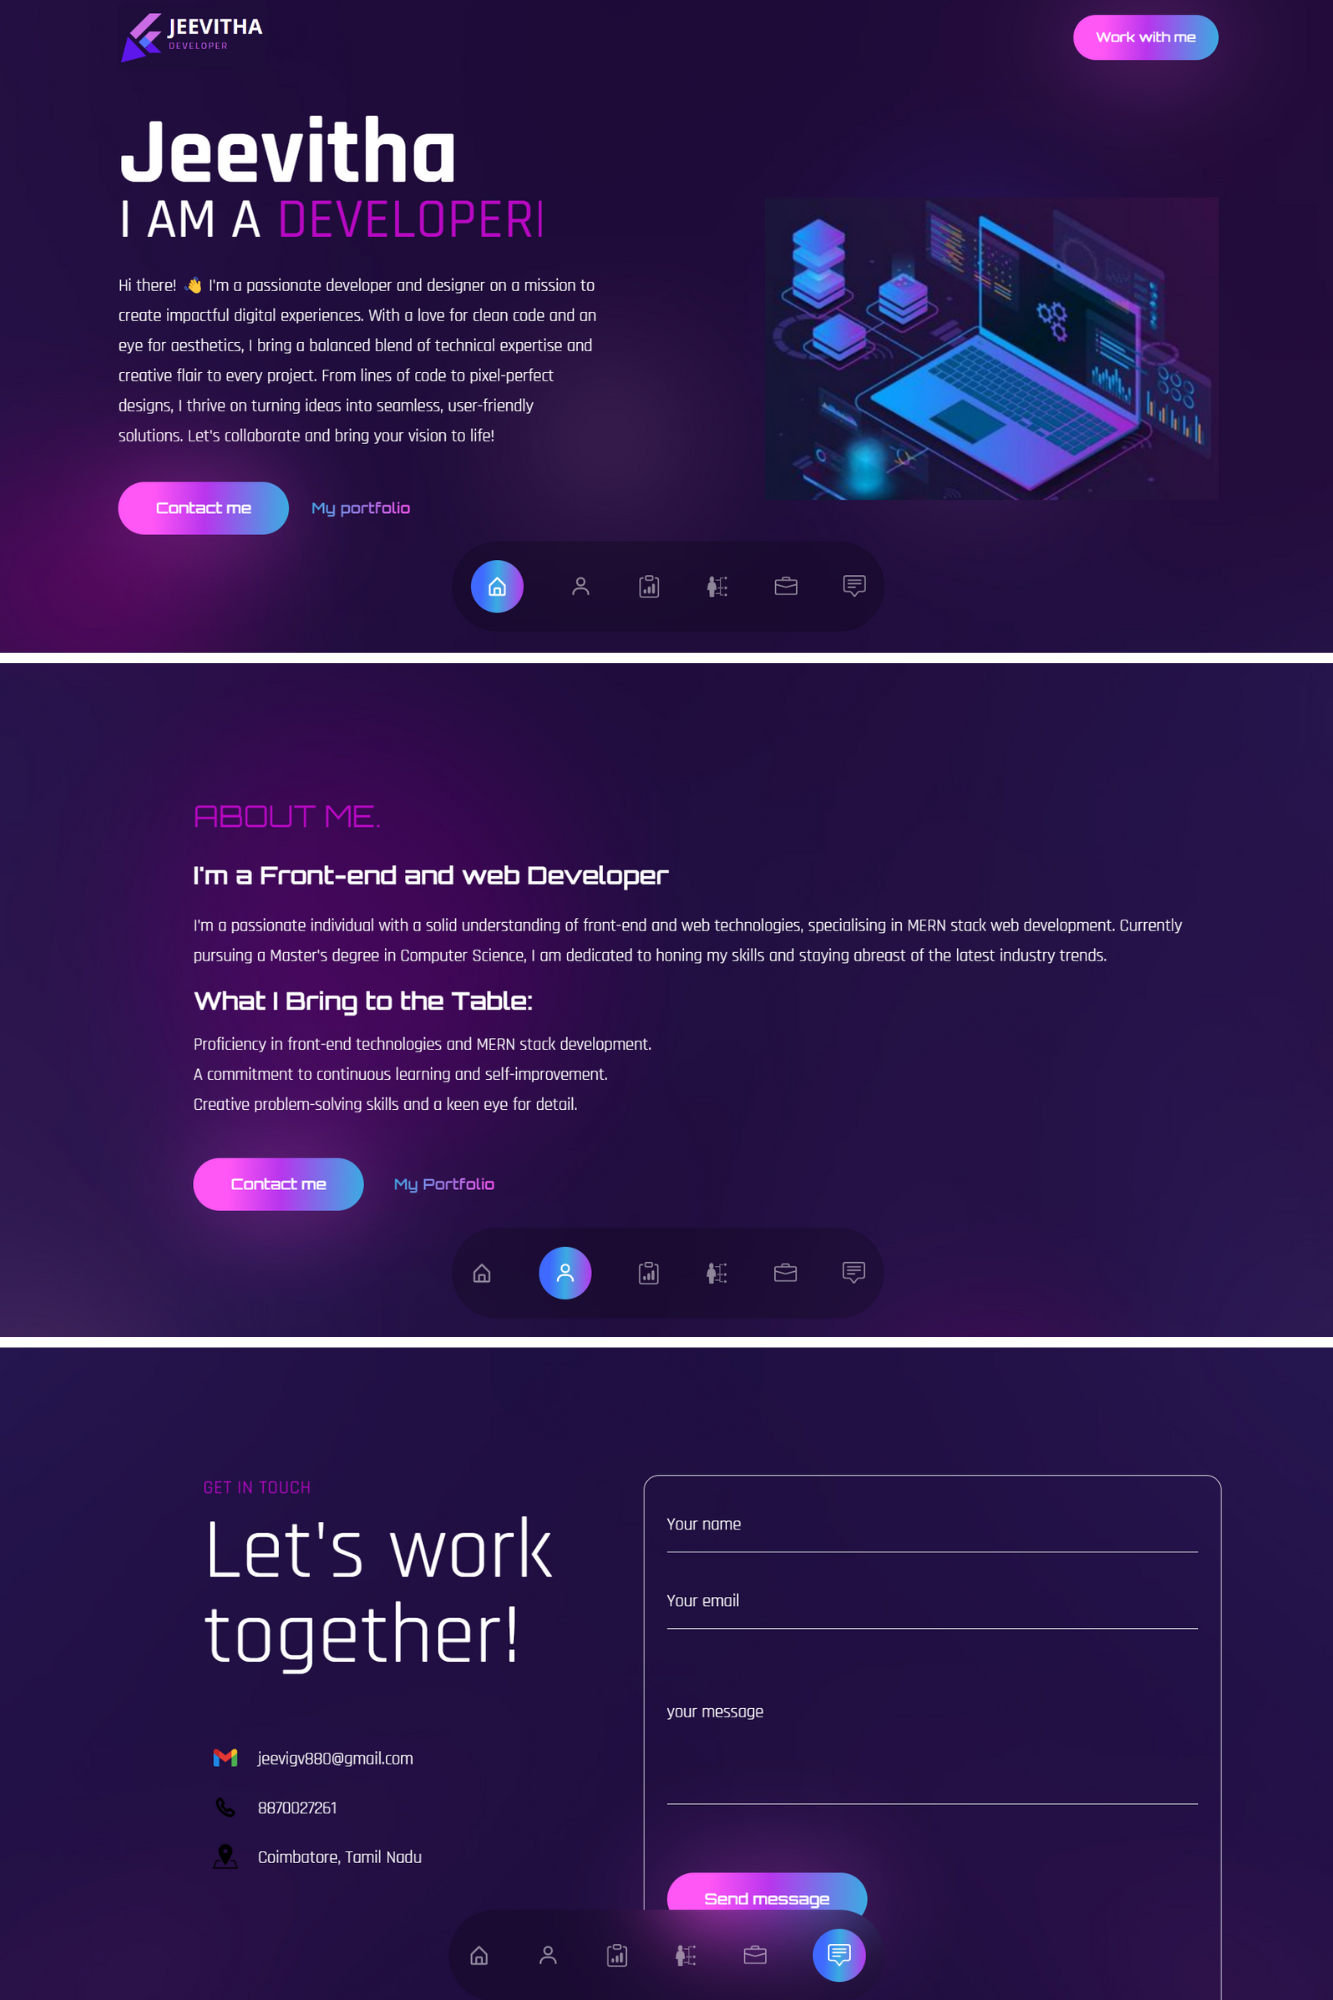 JEEVITHA
DEVELOPER
Work with me
Jeevitha
I AM A DEVELOPER|
Hi there! 👋 I'm a passionate developer and designer on a mission to
create impactful digital experiences. With a love for clean code and an
eye for aesthetics, I bring a balanced blend of technical expertise and
creative flair to every project. From lines of code to pixel-perfect
designs, I thrive on turning ideas into seamless, user-friendly
solutions. Let's collaborate and bring your vision to life!
Contact me My portfolio
ABOUT ME.
I'm a Front-end and web Developer
I'm a passionate individual with a solid understanding of front-end and web technologies, specialising in MERN stack web development. Currently
pursuing a Master's degree in Computer Science, I am dedicated to honing my skills and staying abreast of the latest industry trends.
What I Bring to the Table:
Proficiency in front-end technologies and MERN stack development.
A commitment to continuous learning and self-improvement.
Creative problem-solving skills and a keen eye for detail.
Contact me My Portfolio
GET IN TOUCH
Let's work
together!
jeevigv880@gmail.com
8870027261
Coimbatore, Tamil Nadu
Your name
Your email
your message
Send message